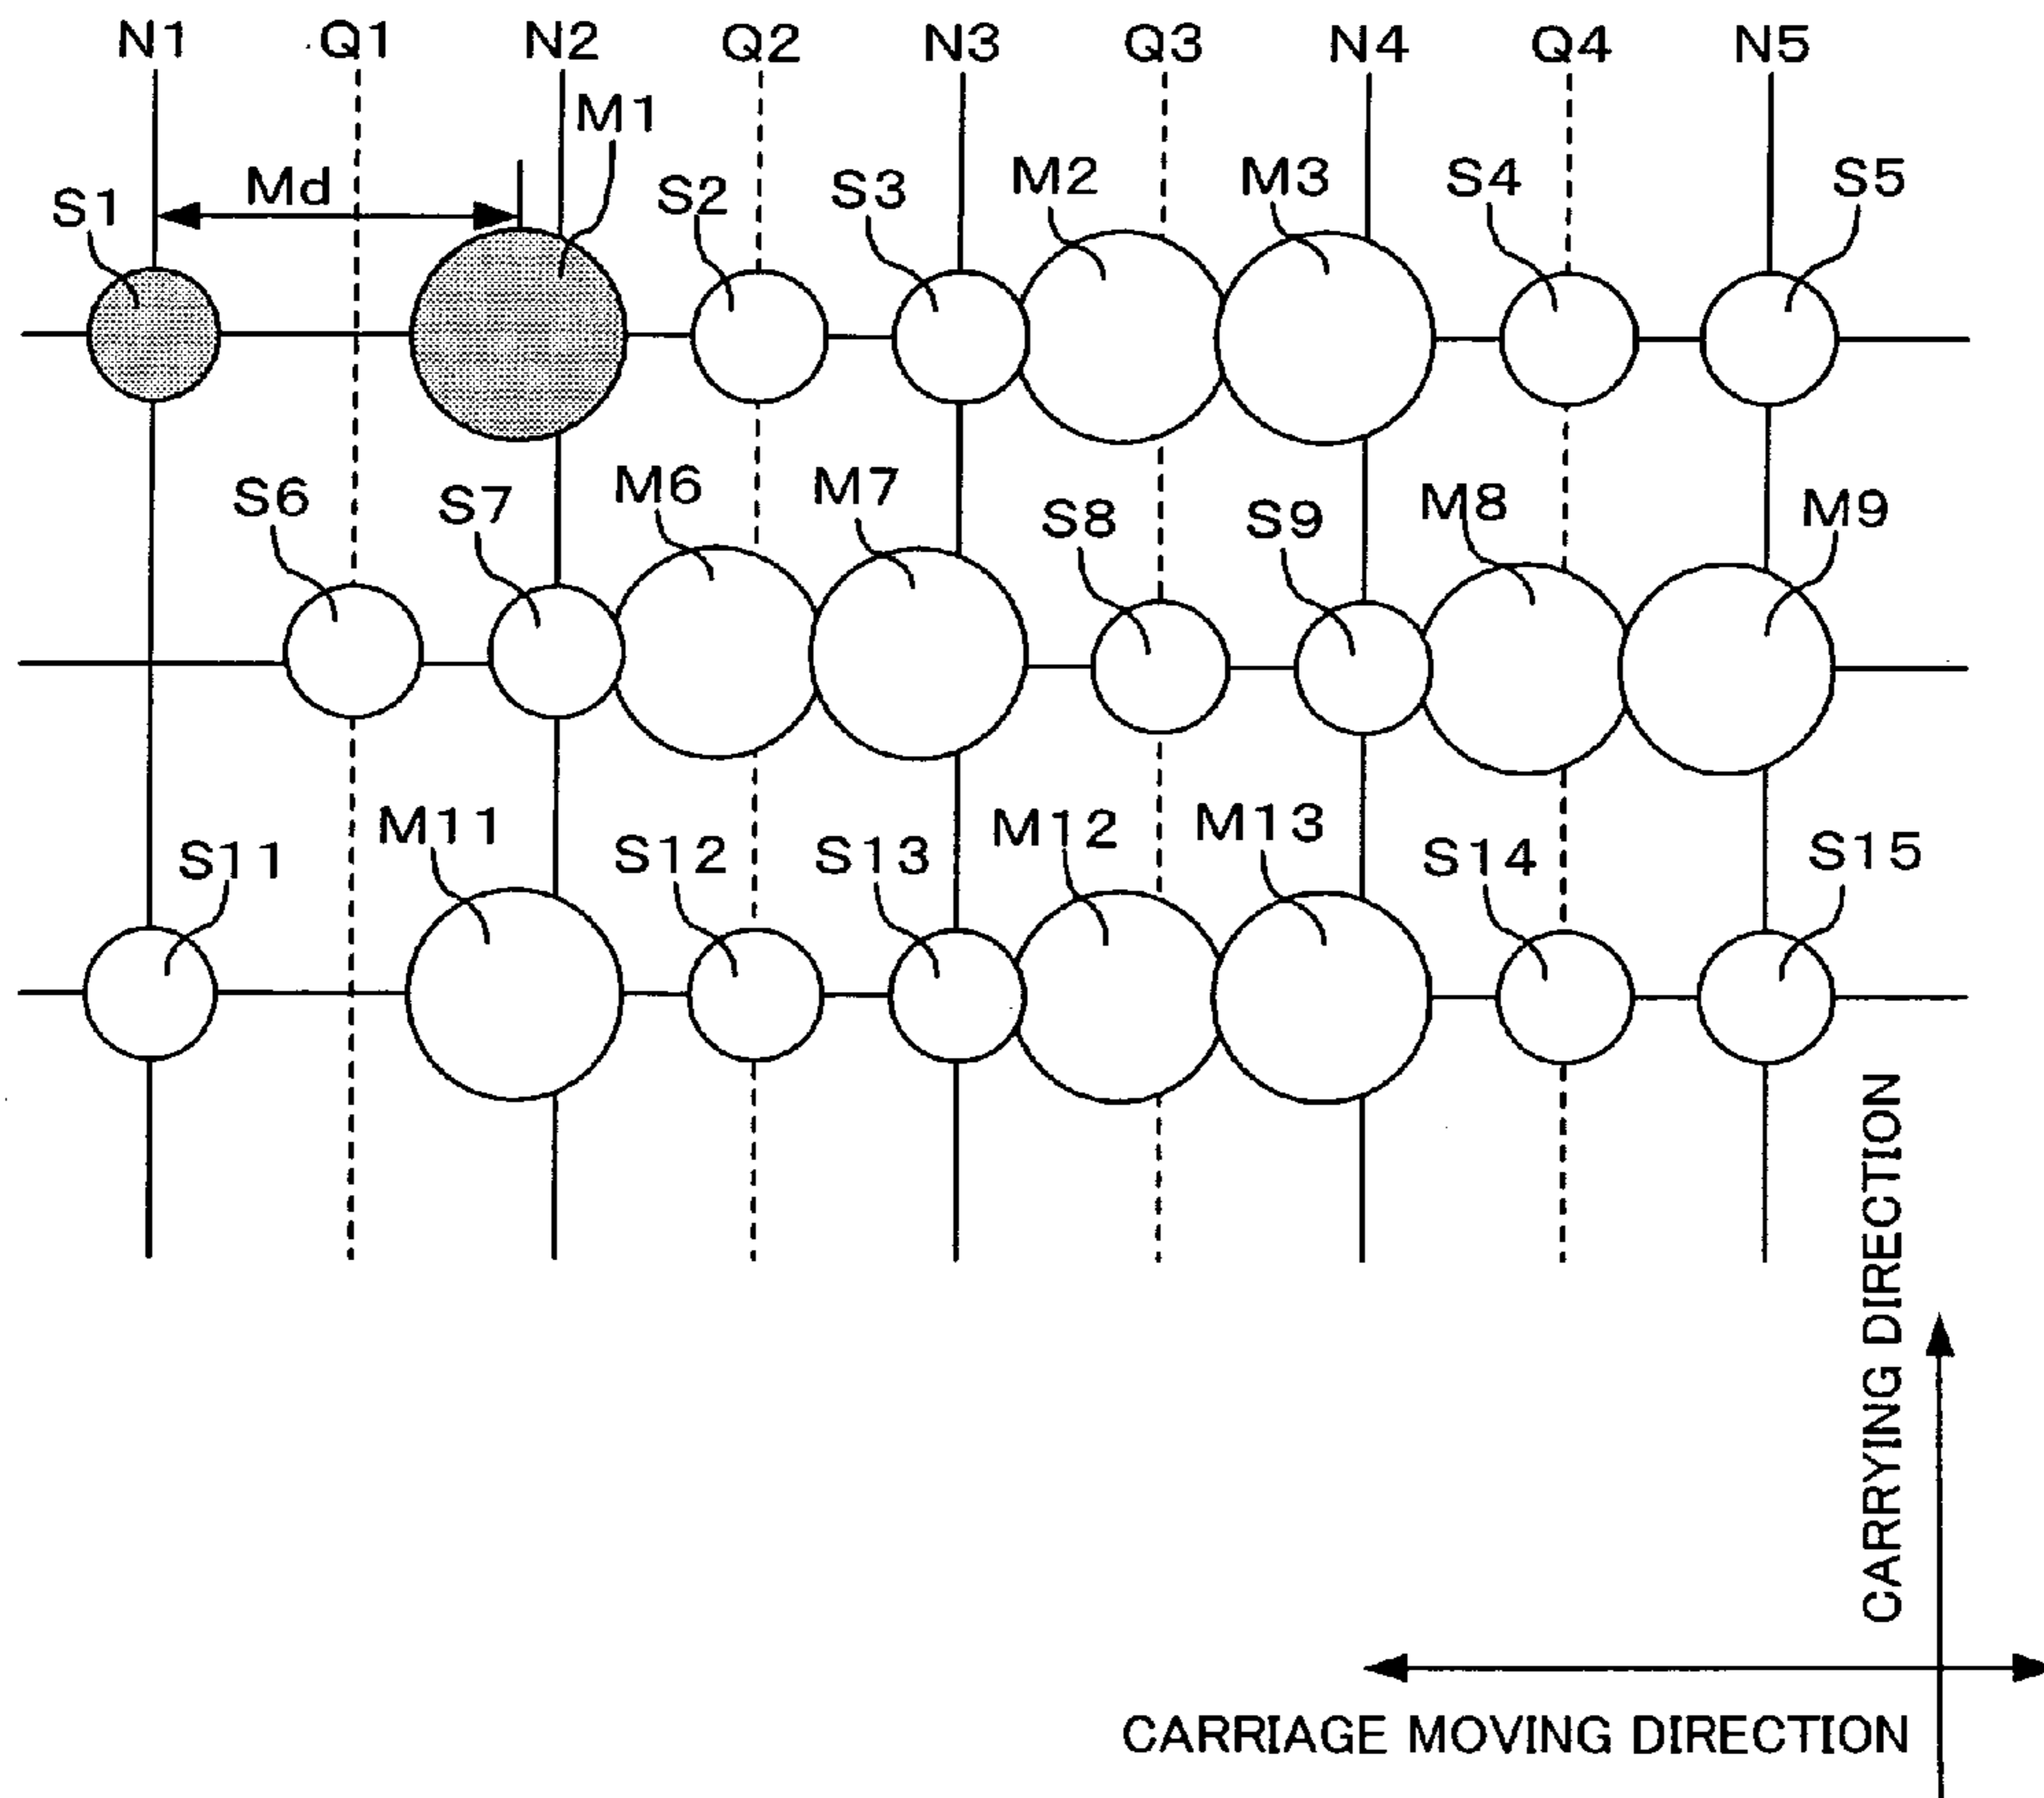 N1 Q1 N2 Q2 N3 Q3 N4 Q4 N5
M1
S1 Md S2 S3 M2 M3 S4 S5
S6 S7 M6 M7 S8 S9 M8 M9
S11 M11 S12 S13 M12 M13 S14 S15
CARRYING DIRECTION
CARRIAGE MOVING DIRECTION